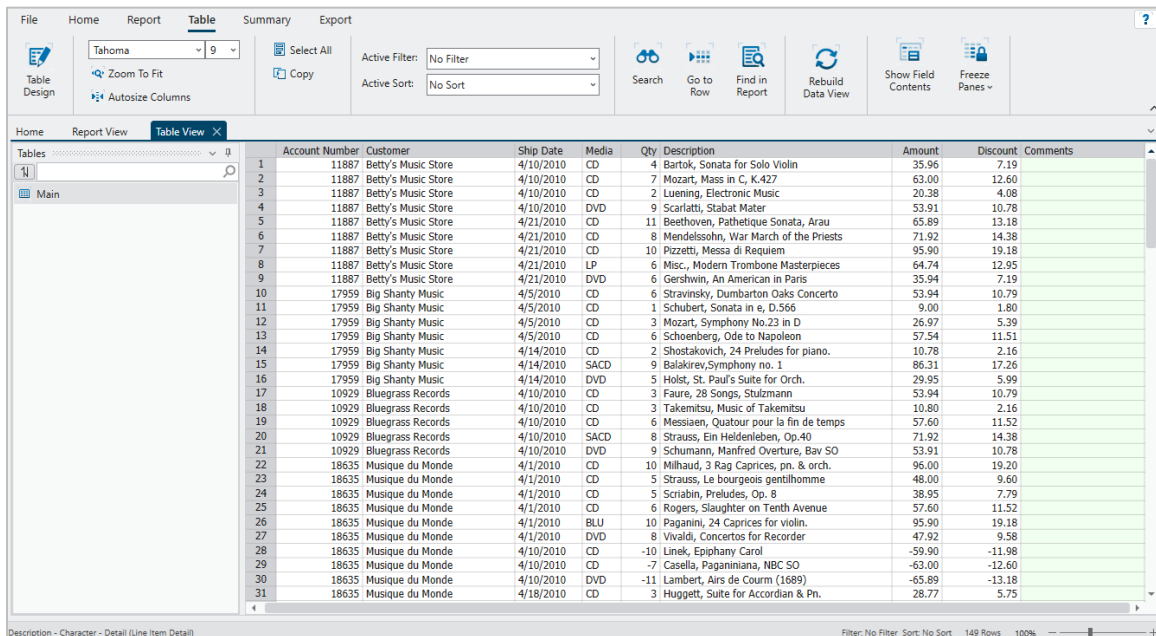 File Home Report Table Summary Export ?
Tahoma 9
Zoom To Fit
Autosize Columns
Table Design
Select All
Copy
Active Filter: No Filter
Active Sort: No Sort
Search
Go to Row
Find in Report
Rebuild Data View
Show Field Contents
Freeze Panes
Home Report View Table View
Tables
Main
Account Number Customer Ship Date Media Qty Description Amount Discount Comments
1 11887 Betty's Music Store 4/10/2010 CD 4 Bartok, Sonata for Solo Violin 35.96 7.19
2 11887 Betty's Music Store 4/10/2010 CD 7 Mozart, Mass in C, K.427 63.00 12.60
3 11887 Betty's Music Store 4/10/2010 CD 2 Luening, Electronic Music 20.38 4.08
4 11887 Betty's Music Store 4/10/2010 DVD 9 Scarlatti, Stabat Mater 53.91 10.78
5 11887 Betty's Music Store 4/21/2010 CD 11 Beethoven, Pathetique Sonata, Arau 65.89 13.18
6 11887 Betty's Music Store 4/21/2010 CD 8 Mendelssohn, War March of the Priests 71.92 14.38
7 11887 Betty's Music Store 4/21/2010 CD 10 Pizzetti, Messa di Requiem 95.90 19.18
8 11887 Betty's Music Store 4/21/2010 LP 6 Misc., Modern Trombone Masterpieces 64.74 12.95
9 11887 Betty's Music Store 4/21/2010 DVD 6 Gershwin, An American in Paris 35.94 7.19
10 17959 Big Shanty Music 4/5/2010 CD 6 Stravinsky, Dumbarton Oaks Concerto 53.94 10.79
11 17959 Big Shanty Music 4/5/2010 CD 1 Schubert, Sonata in e, D.566 9.00 1.80
12 17959 Big Shanty Music 4/5/2010 CD 3 Mozart, Symphony No.23 in D 26.97 5.39
13 17959 Big Shanty Music 4/5/2010 CD 6 Schoenberg, Ode to Napoleon 57.54 11.51
14 17959 Big Shanty Music 4/14/2010 CD 2 Shostakovich, 24 Preludes for piano. 10.78 2.16
15 17959 Big Shanty Music 4/14/2010 SACD 9 Balakirev,Symphony no. 1 86.31 17.26
16 17959 Big Shanty Music 4/14/2010 DVD 5 Holst, St. Paul's Suite for Orch. 29.95 5.99
17 10929 Bluegrass Records 4/10/2010 CD 3 Faure, 28 Songs, Stulzmann 53.94 10.79
18 10929 Bluegrass Records 4/10/2010 CD 3 Takemitsu, Music of Takemitsu 10.80 2.16
19 10929 Bluegrass Records 4/10/2010 CD 6 Messiaen, Quatour pour la fin de temps 57.60 11.52
20 10929 Bluegrass Records 4/10/2010 SACD 8 Strauss, Ein Heldenleben, Op.40 71.92 14.38
21 10929 Bluegrass Records 4/10/2010 DVD 9 Schumann, Manfred Overture, Bav SO 53.91 10.78
22 18635 Musique du Monde 4/1/2010 CD 10 Milhaud, 3 Rag Caprices, pn. & orch. 96.00 19.20
23 18635 Musique du Monde 4/1/2010 CD 5 Strauss, Le bourgeois gentilhomme 48.00 9.60
24 18635 Musique du Monde 4/1/2010 CD 5 Scriabin, Preludes, Op. 8 38.95 7.79
25 18635 Musique du Monde 4/1/2010 CD 6 Rogers, Slaughter on Tenth Avenue 57.60 11.52
26 18635 Musique du Monde 4/1/2010 BLU 10 Paganini, 24 Caprices for violin. 95.90 19.18
27 18635 Musique du Monde 4/1/2010 DVD 8 Vivaldi, Concertos for Recorder 47.92 9.58
28 18635 Musique du Monde 4/10/2010 CD -10 Linek, Epiphany Carol -59.90 -11.98
29 18635 Musique du Monde 4/10/2010 CD -7 Casella, Paganiniana, NBC SO -63.00 -12.60
30 18635 Musique du Monde 4/10/2010 DVD -11 Lambert, Airs de Courm (1689) -65.89 -13.18
31 18635 Musique du Monde 4/18/2010 CD 3 Huggett, Suite for Accordian & Pn. 28.77 5.75
Description - Character - Detail (Line Item Detail) Filter: No Filter Sort: No Sort 149 Rows 100%